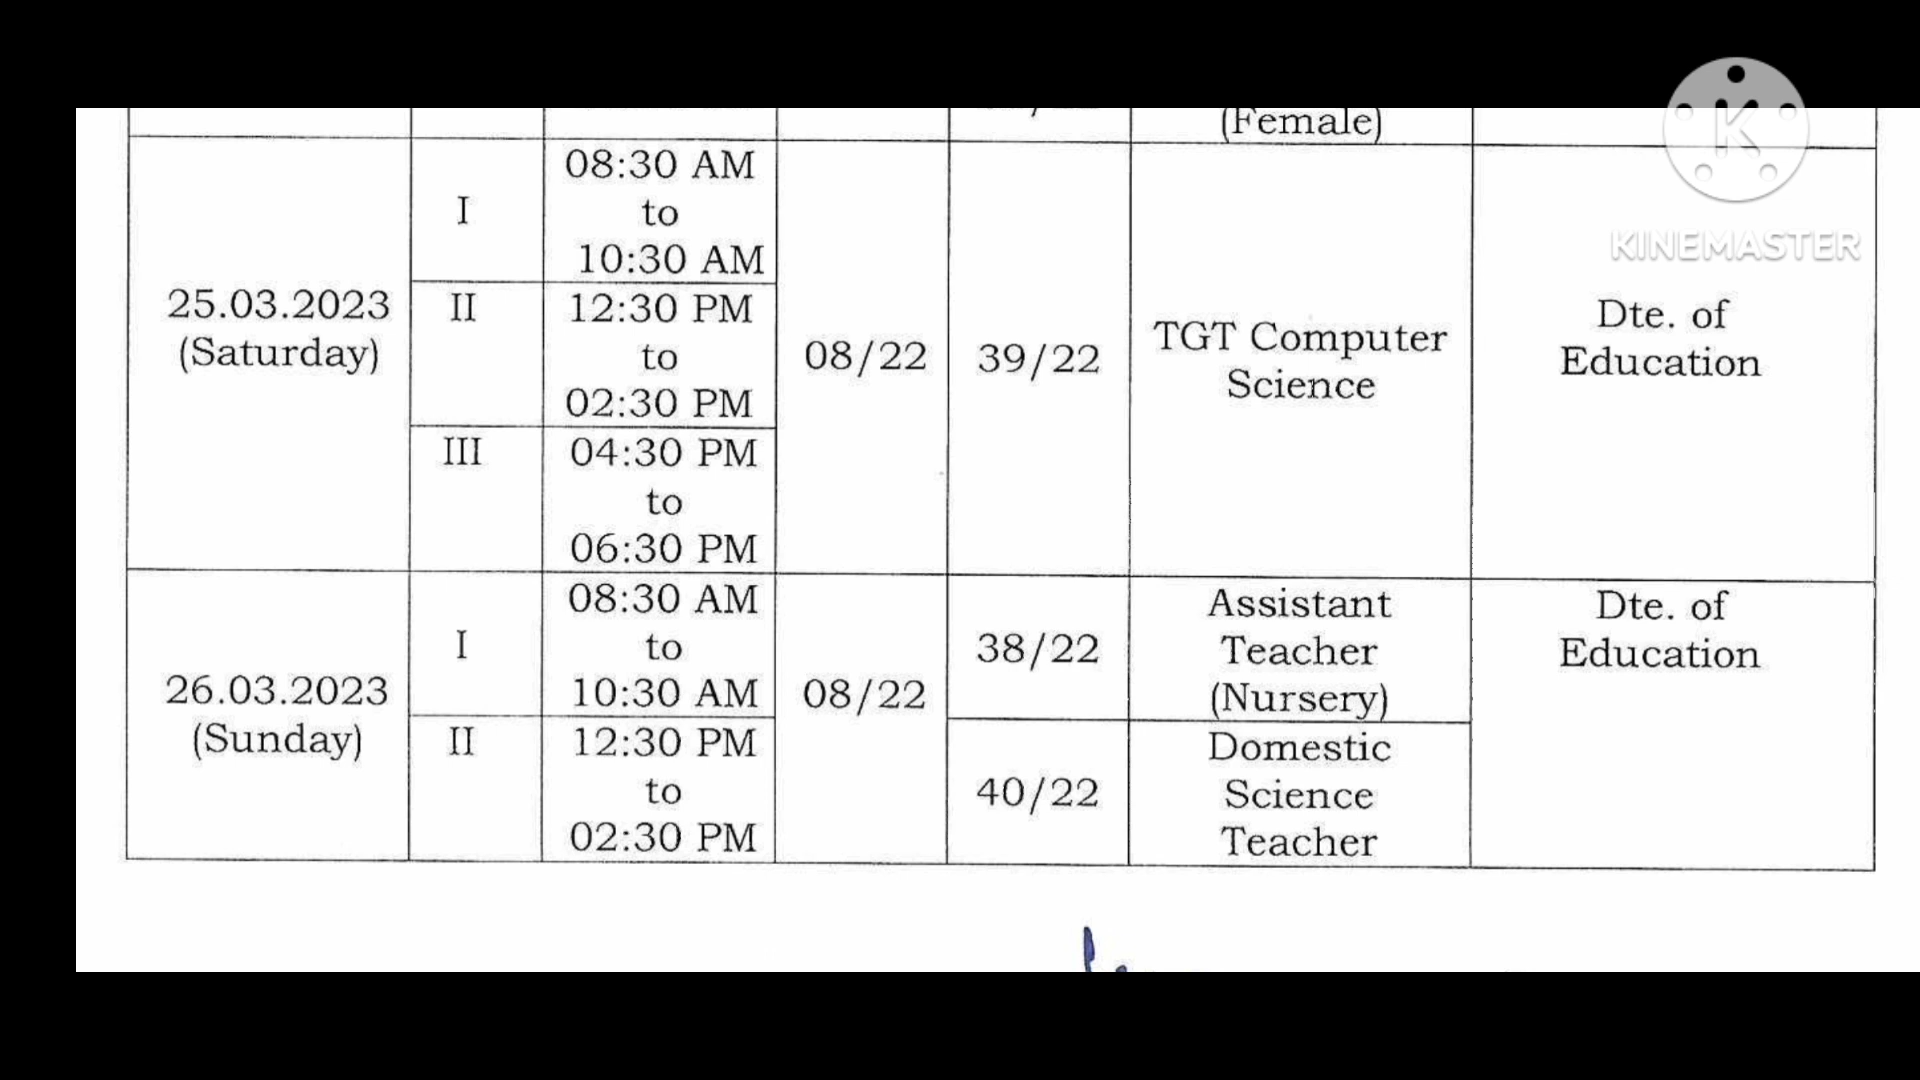 (Female)
25.03.2023
(Saturday)
I
08:30 AM
to
10:30 AM
II
12:30 PM
to
02:30 PM
III
04:30 PM
to
06:30 PM
08/22
39/22
TGT Computer
Science
Dte. of
Education
26.03.2023
(Sunday)
I
08:30 AM
to
10:30 AM
II
12:30 PM
to
02:30 PM
08/22
38/22
Assistant
Teacher
(Nursery)
40/22
Domestic
Science
Teacher
Dte. of
Education
K
KINEMASTER